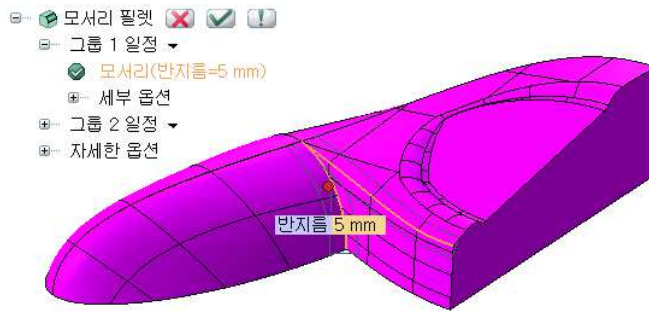 모서리 필렛
그룹 1 일정
모서리(반지름=5 mm)
세부 옵션
그룹 2 일정
자세한 옵션
반지름 5 mm